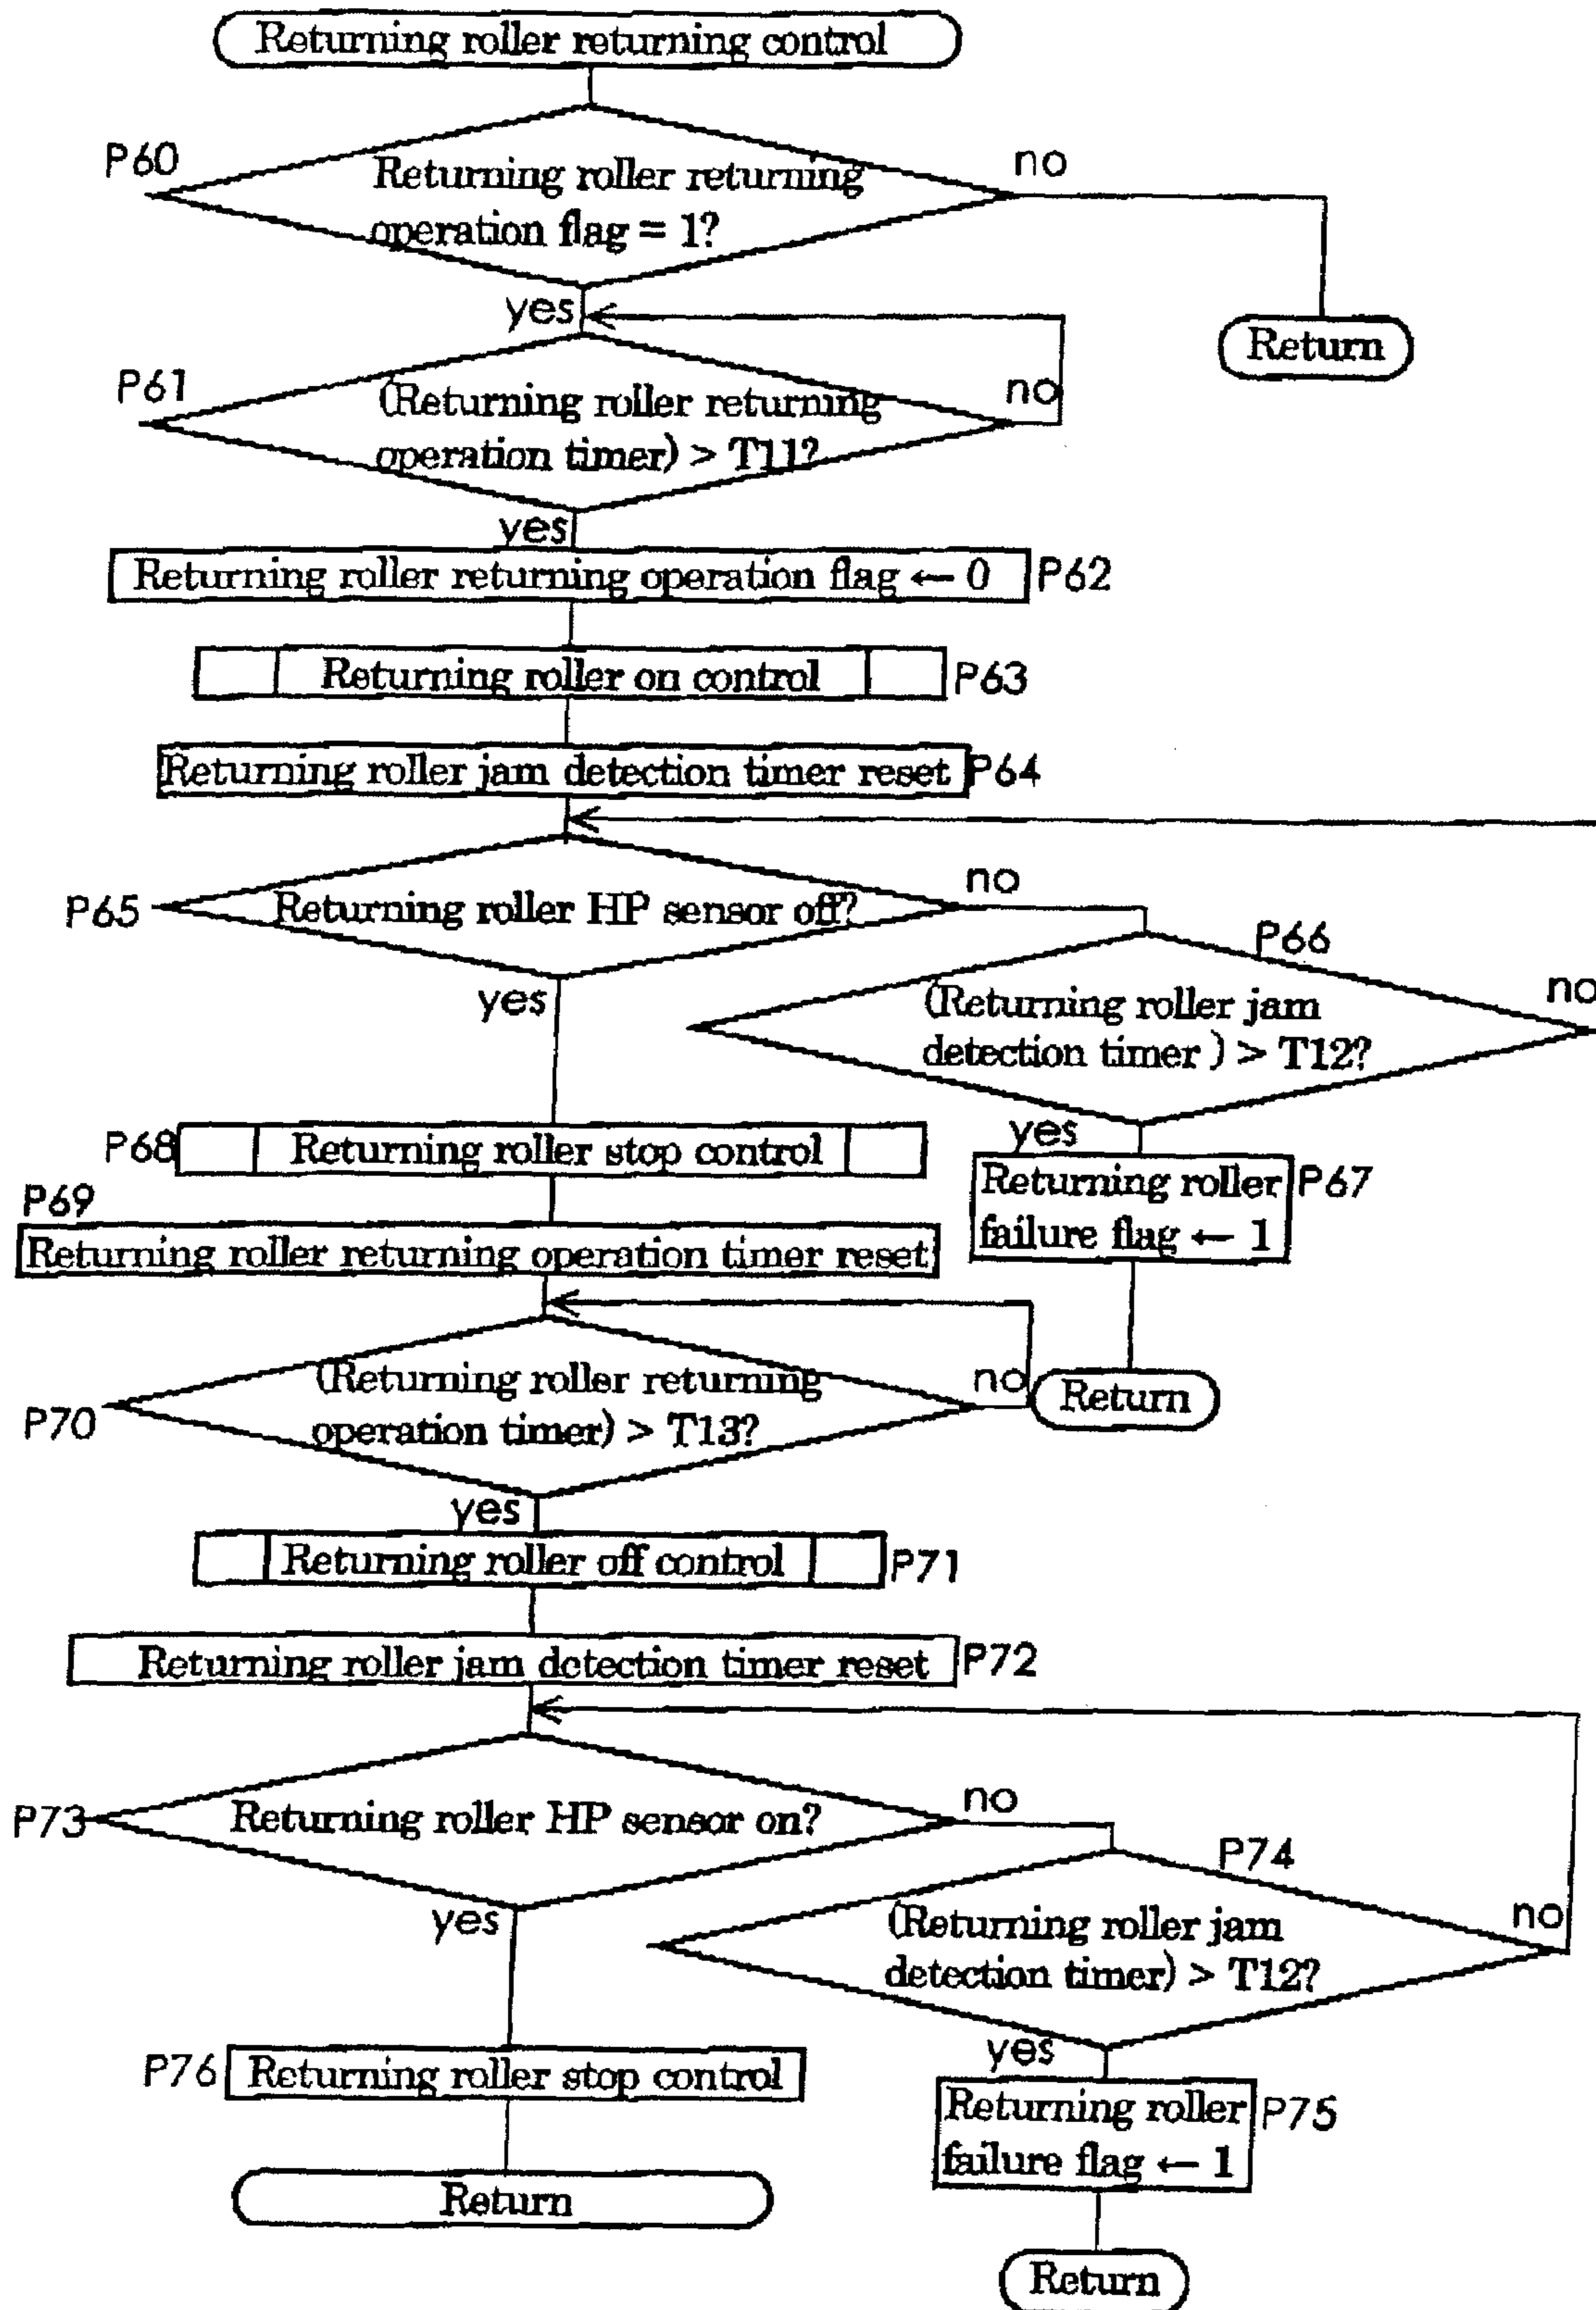 Returning roller returning control
P60
Returning roller returning
operation flag = 1?
no
yes
Return
P61
(Returning roller returning
operation timer) > T11?
no
yes
Returning roller returning operation flag ← 0
P62
Returning roller on control
P63
Returning roller jam detection timer reset
P64
P65
Returning roller HP sensor off?
no
yes
P66
(Returning roller jam
detection timer ) > T12?
no
yes
P68
Returning roller stop control
Returning roller
failure flag ← 1
P67
P69
Returning roller returning operation timer reset
Return
P70
(Returning roller returning
operation timer) > T13?
no
yes
Returning roller off control
P71
Returning roller jam detection timer reset
P72
P73
Returning roller HP sensor on?
no
yes
P74
(Returning roller jam
detection timer) > T12?
no
yes
P76
Returning roller stop control
Returning roller
failure flag ← 1
P75
Return
Return